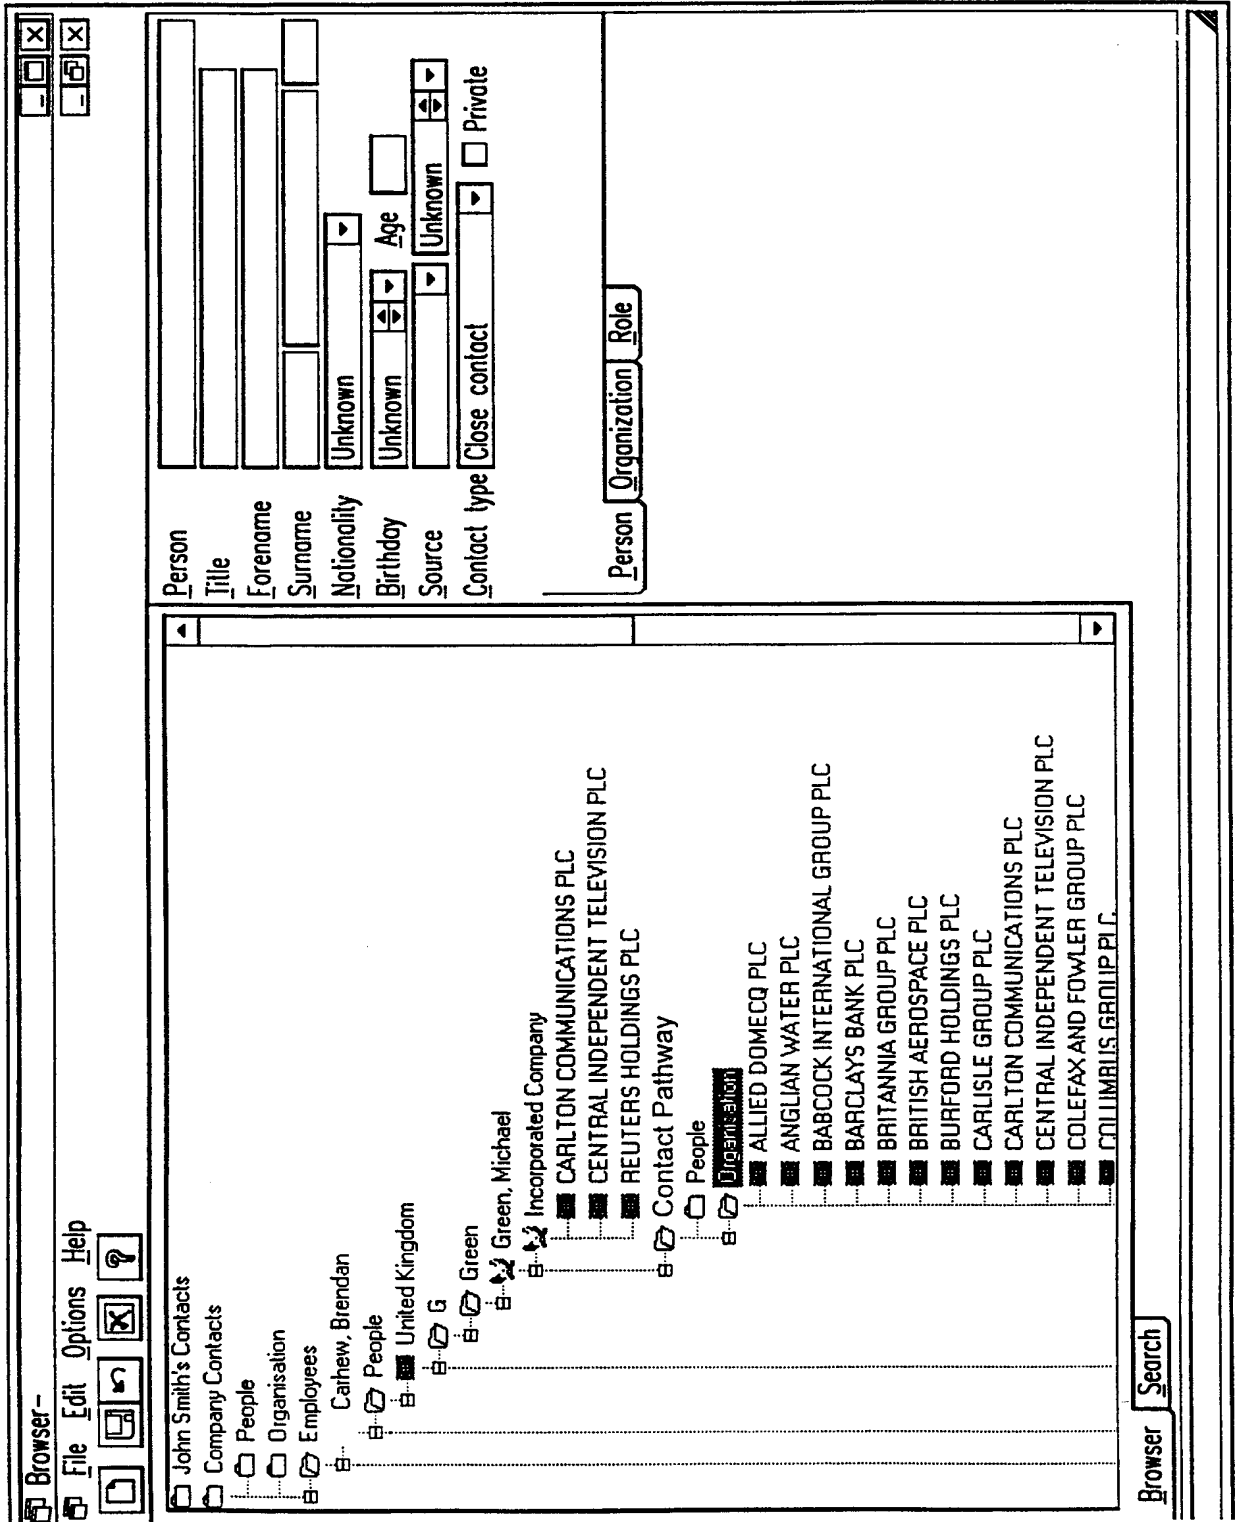 Browser-
File Edit Options Help
John Smith's Contacts
Company Contacts
People
Organisation
Employees
Carhew, Brendan
People
United Kingdom
G
Green
Green, Michael
Incorporated Company
CARLTON COMMUNICATIONS PLC
CENTRAL INDEPENDENT TELEVISION PLC
REUTERS HOLDINGS PLC
Contact Pathway
People
Organisation
ALLIED DOMECQ PLC
ANGLIAN WATER PLC
BABCOCK INTERNATIONAL GROUP PLC
BARCLAYS BANK PLC
BRITANNIA GROUP PLC
BRITISH AEROSPACE PLC
BURFORD HOLDINGS PLC
CARLISLE GROUP PLC
CARLTON COMMUNICATIONS PLC
CENTRAL INDEPENDENT TELEVISION PLC
COLEFAX AND FOWLER GROUP PLC
COLUMBUS GROUP PLC
Browser Search
Person
Title
Forename
Surname
Nationality Unknown
Birthday Unknown Age
Source Unknown
Contact type Close contact Private
Person Organization Role